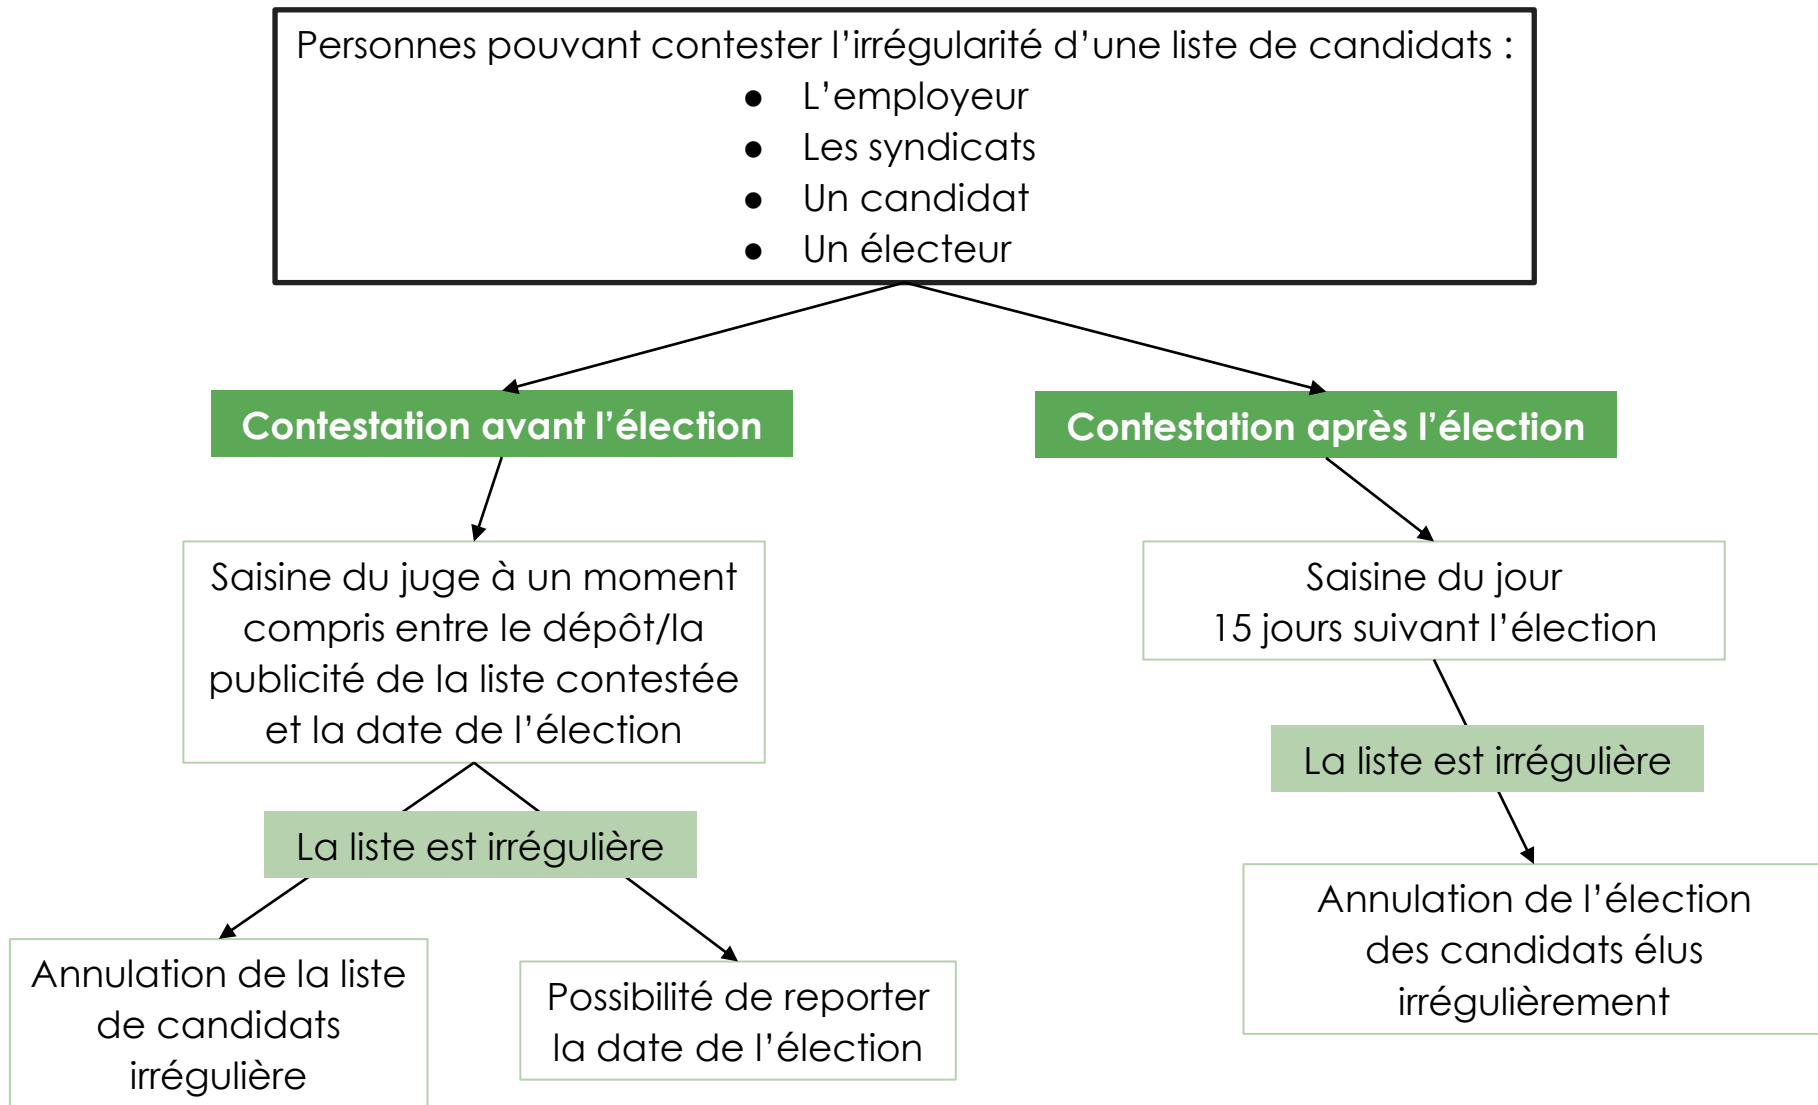 Personnes pouvant contester l’irrégularité d’une liste de candidats :
● L’employeur
● Les syndicats
● Un candidat
● Un électeur
Contestation avant l’élection
Contestation après l’élection
Saisine du juge à un moment
compris entre le dépôt/la
publicité de la liste contestée
et la date de l’élection
Saisine du jour
15 jours suivant l’élection
La liste est irrégulière
La liste est irrégulière
Annulation de la liste
de candidats
irrégulière
Possibilité de reporter
la date de l’élection
Annulation de l’élection
des candidats élus
irrégulièrement